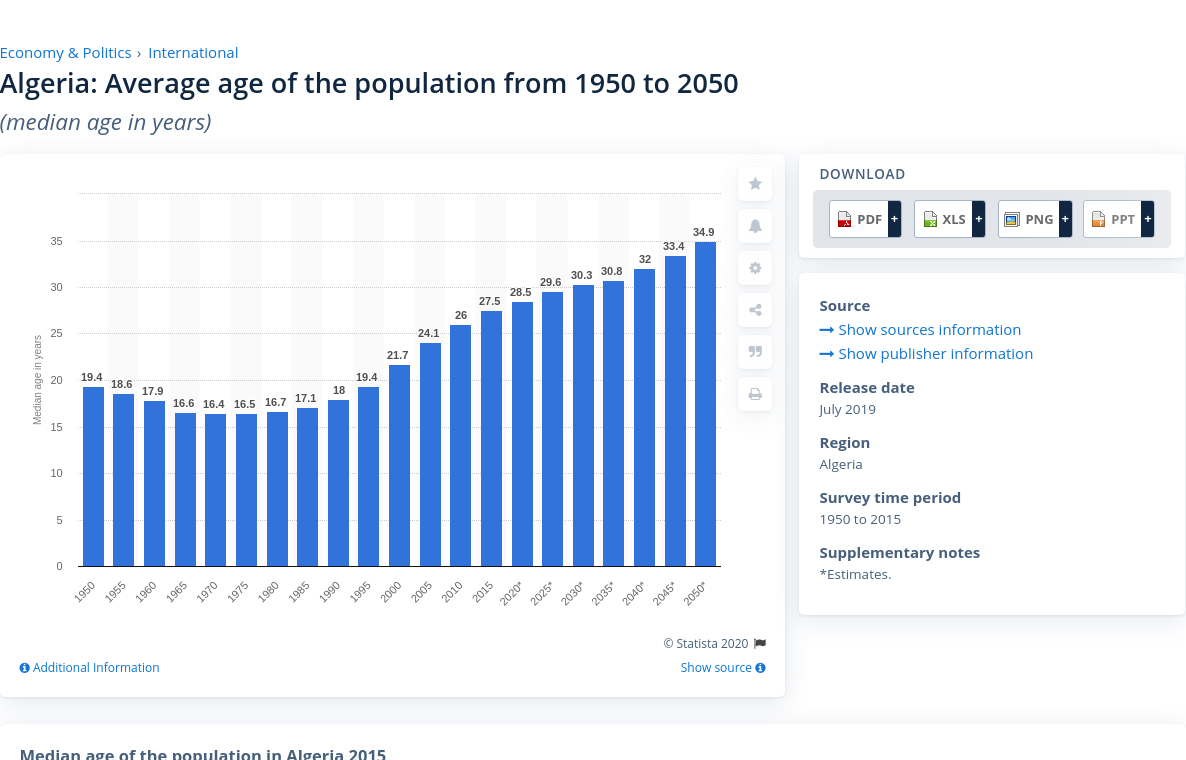 Economy & Politics › International
Algeria: Average age of the population from 1950 to 2050
(median age in years)
Median age in years
35
30
25
20
15
10
5
0
19.4 18.6 17.9 16.6 16.4 16.5 16.7 17.1 18 19.4 21.7 24.1 26 27.5 28.5 29.6 30.3 30.8 32 33.4 34.9
1950 1955 1960 1965 1970 1975 1980 1985 1990 1995 2000 2005 2010 2015 2020* 2025* 2030* 2035* 2040* 2045* 2050*
© Statista 2020
Additional Information
Show source
DOWNLOAD
PDF + XLS + PNG + PPT +
Source
Show sources information
Show publisher information
Release date
July 2019
Region
Algeria
Survey time period
1950 to 2015
Supplementary notes
*Estimates.
Median age of the population in Algeria 2015